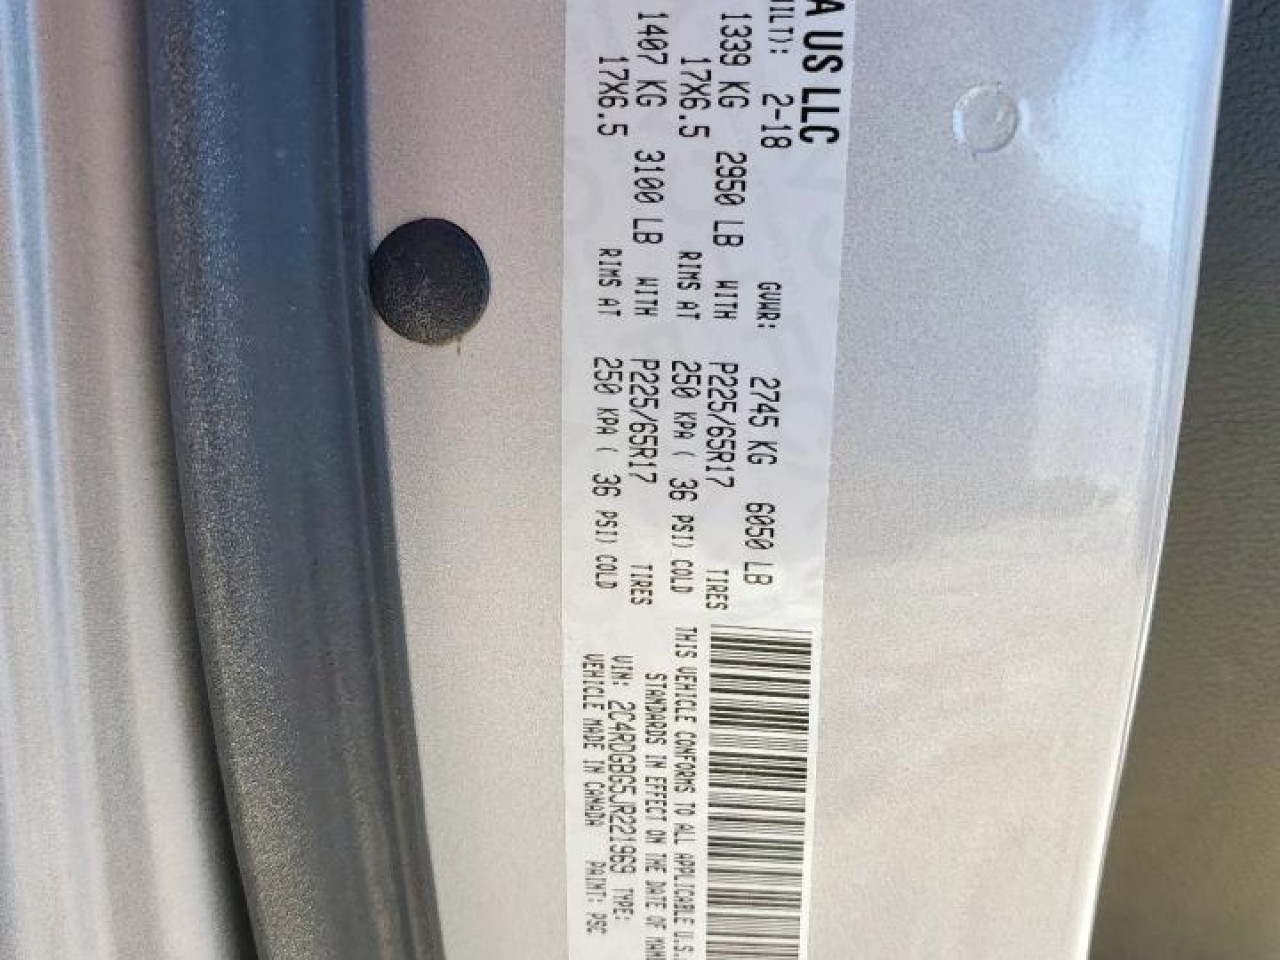 A US LLC
ILT): 2-18 GVWR: 2745 KG 6050 LB
1339 KG 2950 LB WITH P225/65R17 TIRES
17X6.5 RIMS AT 250 KPA ( 36 PSI) COLD
1407 KG 3100 LB WITH P225/65R17 TIRES
17X6.5 RIMS AT 250 KPA ( 36 PSI) COLD
THIS VEHICLE CONFORMS TO ALL APPLICABLE U.S.
STANDARDS IN EFFECT ON THE DATE OF
VIN: 2C4RDGBG5JR221969 TYPE:
VEHICLE MADE IN CANADA PAINT: PSC